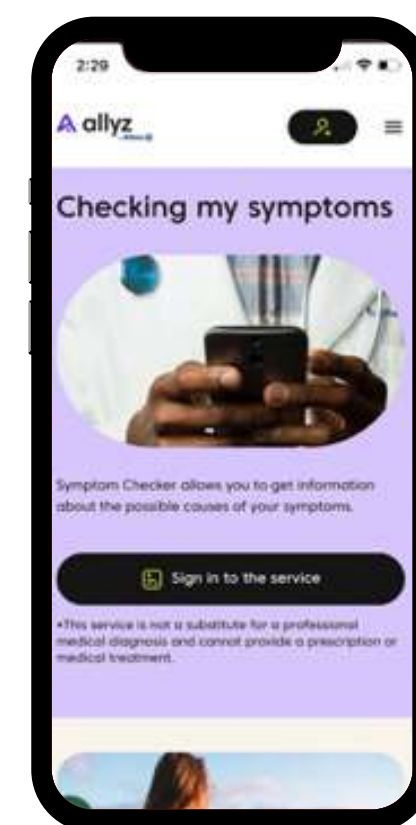 2:29
allyz
Checking my symptoms
Symptom Checker allows you to get information
about the possible causes of your symptoms.
Sign in to the service
*This service is not a substitute for a professional
medical diagnosis and cannot provide a prescription or
medical treatment.